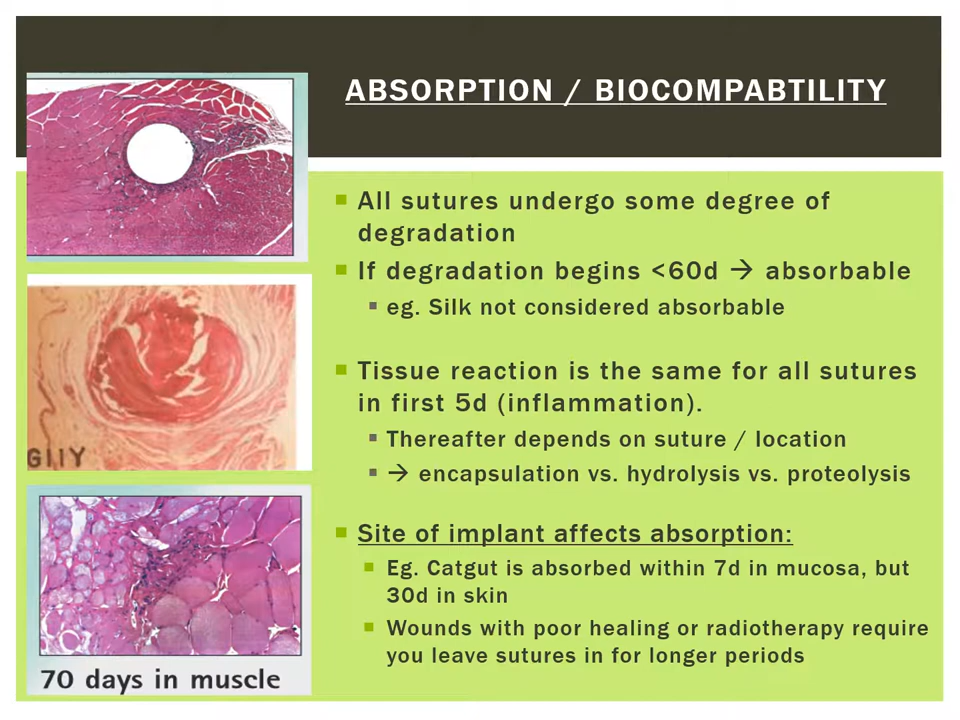 ABSORPTION / BIOCOMPABTILITY
All sutures undergo some degree of
degradation
If degradation begins <60d → absorbable
eg. Silk not considered absorbable
Tissue reaction is the same for all sutures
in first 5d (inflammation).
Thereafter depends on suture / location
→ encapsulation vs. hydrolysis vs. proteolysis
Site of implant affects absorption:
Eg. Catgut is absorbed within 7d in mucosa, but
30d in skin
Wounds with poor healing or radiotherapy require
you leave sutures in for longer periods
70 days in muscle